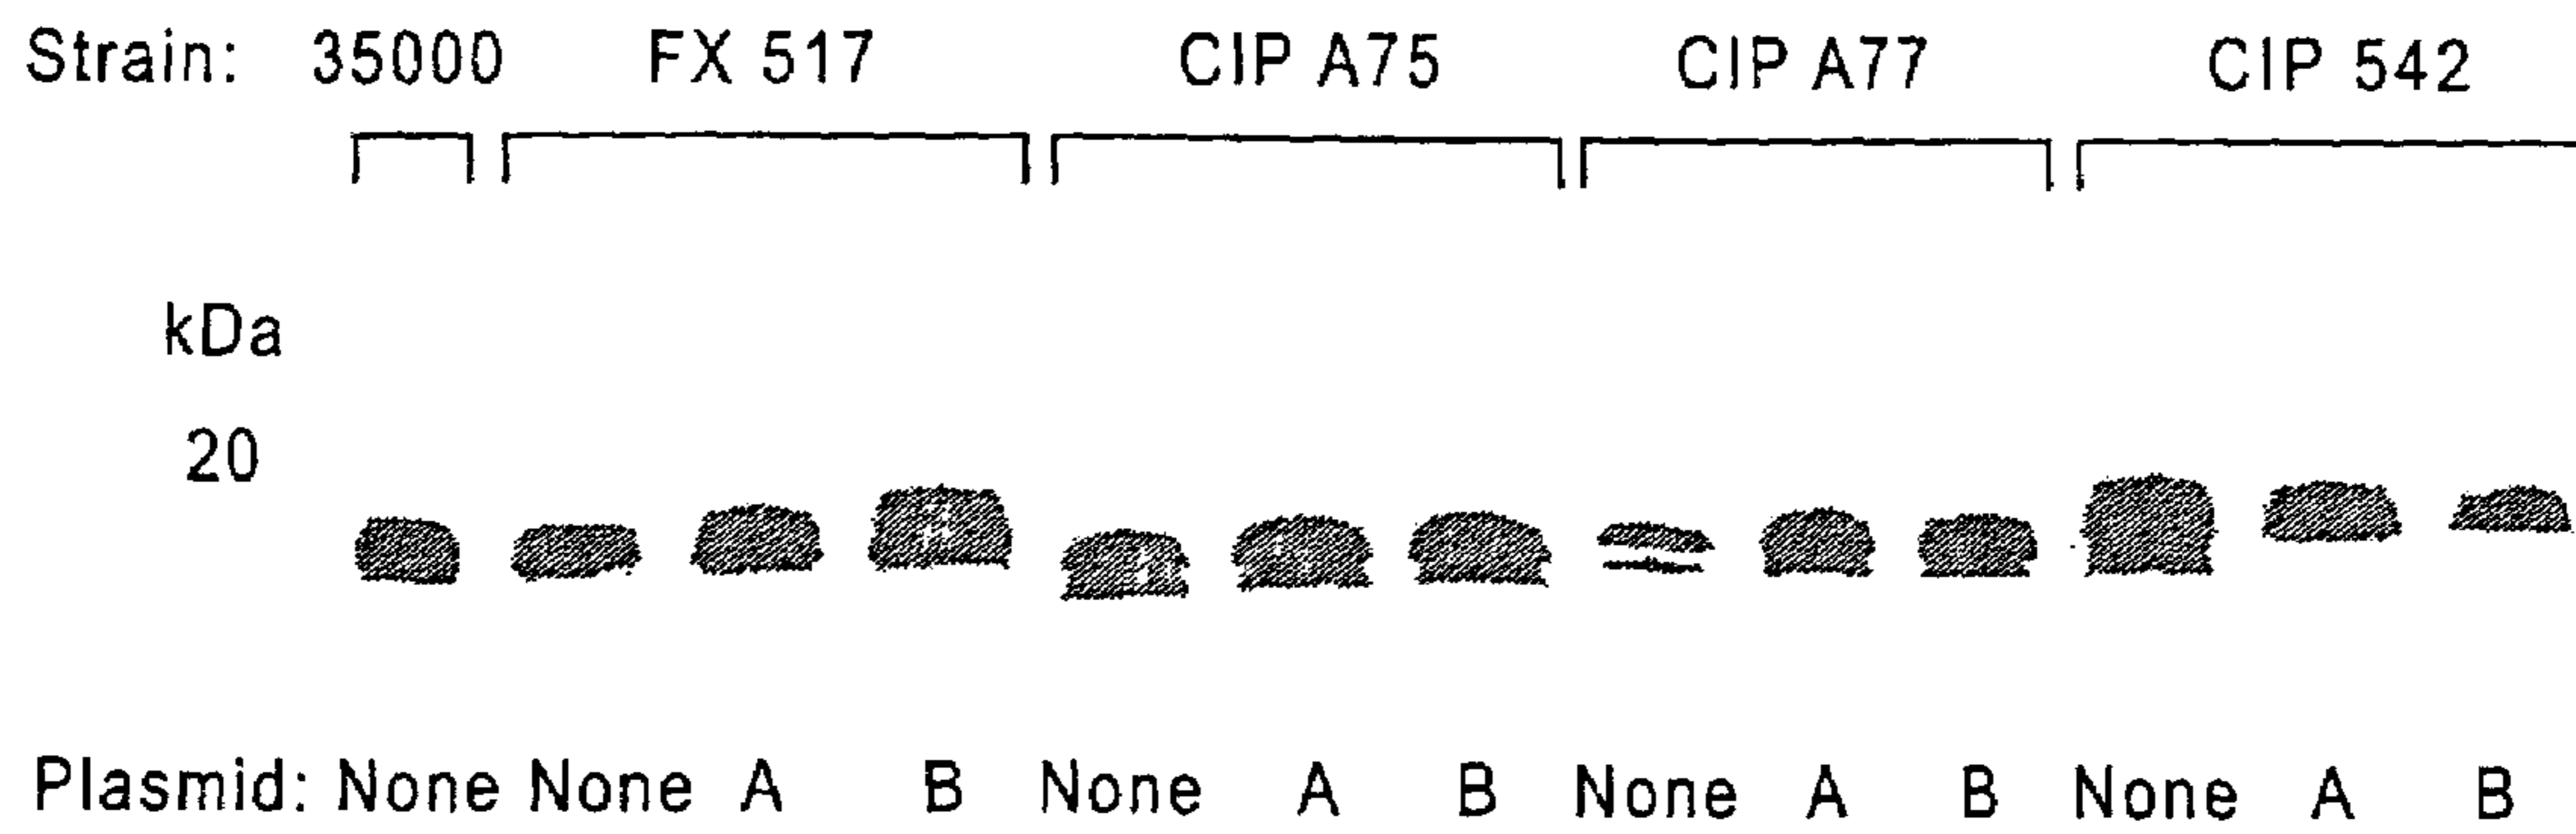 Strain: 35000 FX 517 CIP A75 CIP A77 CIP 542
kDa
20
Plasmid: None None A B None A B None A B None A B